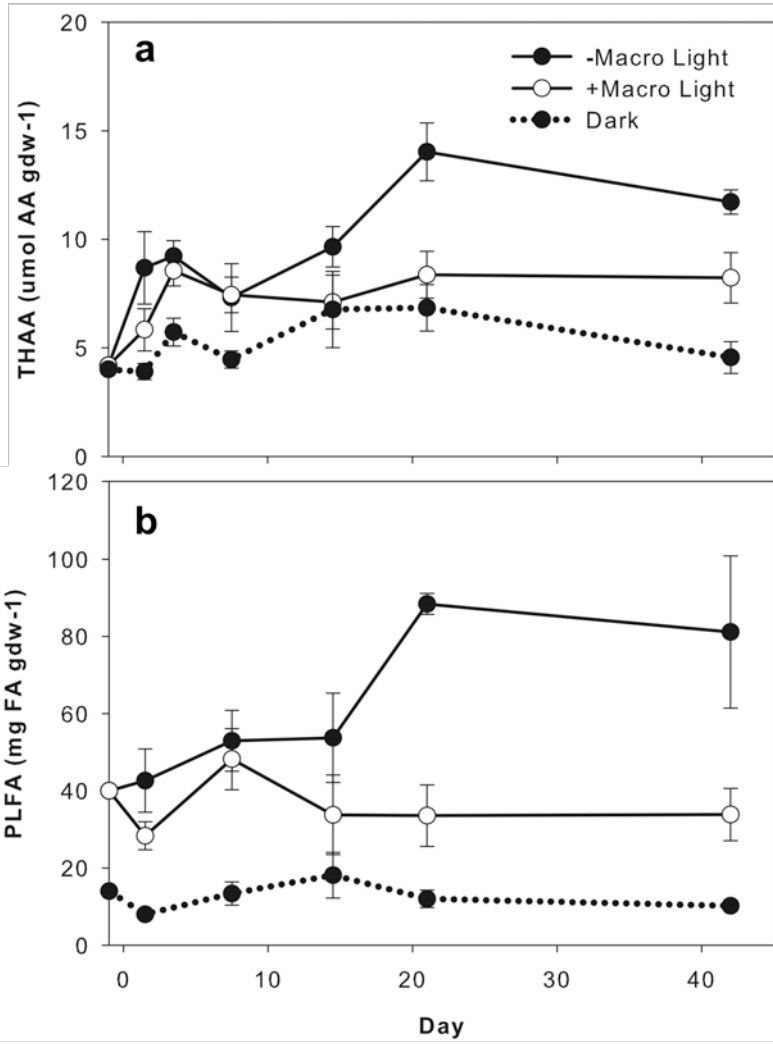 20
a
-Macro Light
+Macro Light
Dark
15
10
5
0
THAA (umol AA gdw-1)
120
b
100
80
60
40
20
0
PLFA (mg FA gdw-1)
0 10 20 30 40
Day